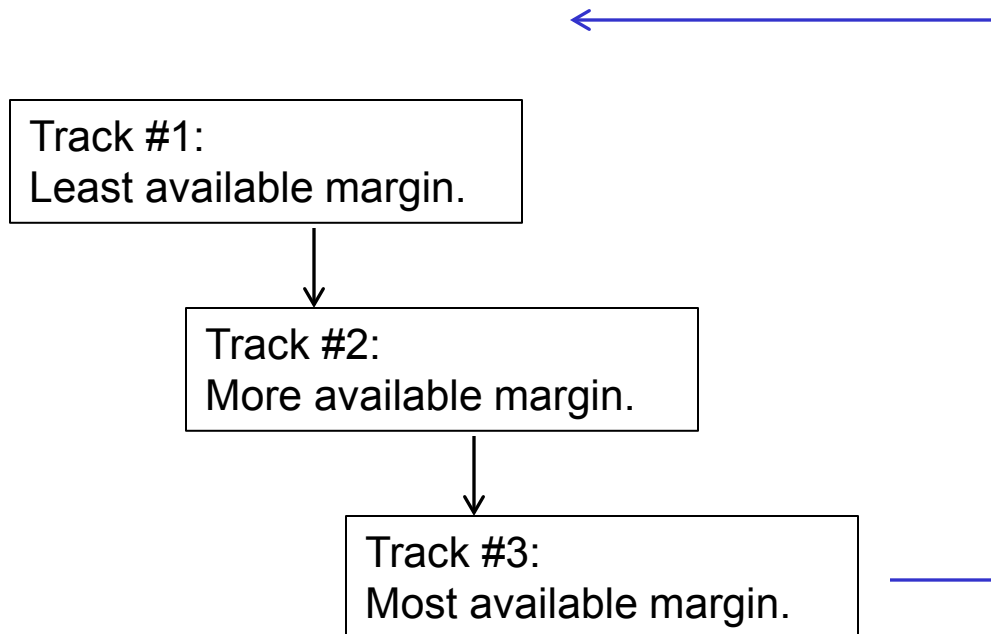 Track #1:
Least available margin.
Track #2:
More available margin.
Track #3:
Most available margin.